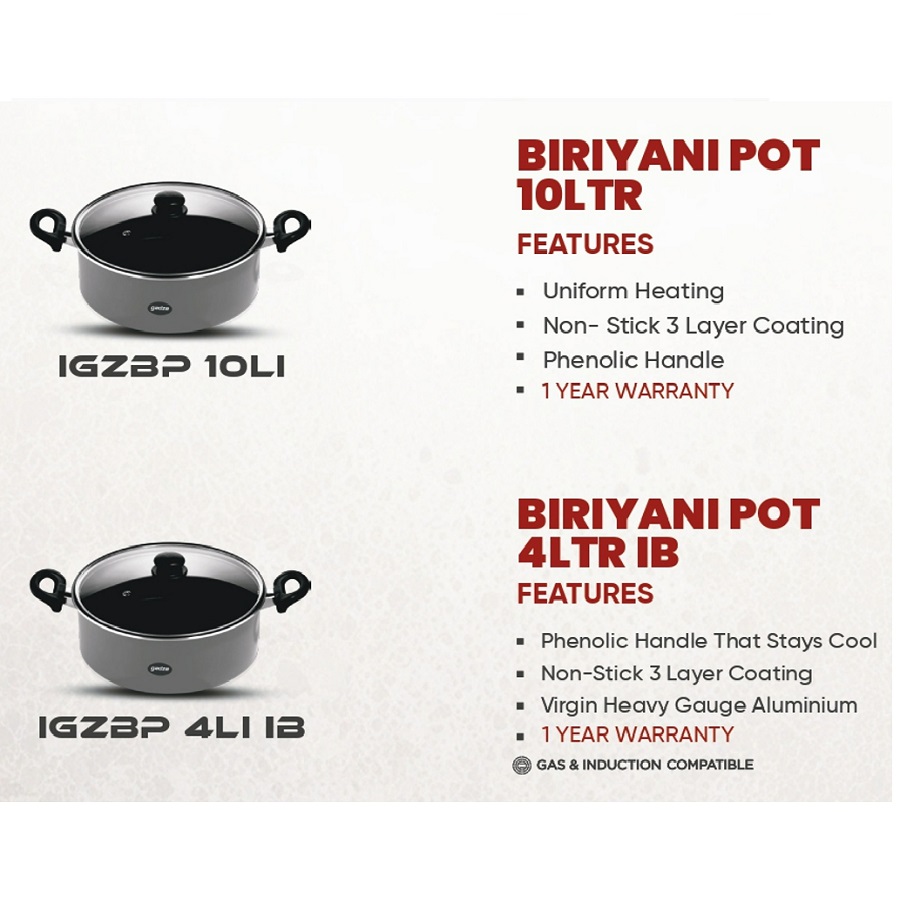 BIRIYANI POT
10LTR
FEATURES
Uniform Heating
Non- Stick 3 Layer Coating
Phenolic Handle
1 YEAR WARRANTY
IGZBP 10LI
BIRIYANI POT
4LTR IB
FEATURES
Phenolic Handle That Stays Cool
Non-Stick 3 Layer Coating
Virgin Heavy Gauge Aluminium
1 YEAR WARRANTY
GAS & INDUCTION COMPATIBLE
IGZBP 4LI IB